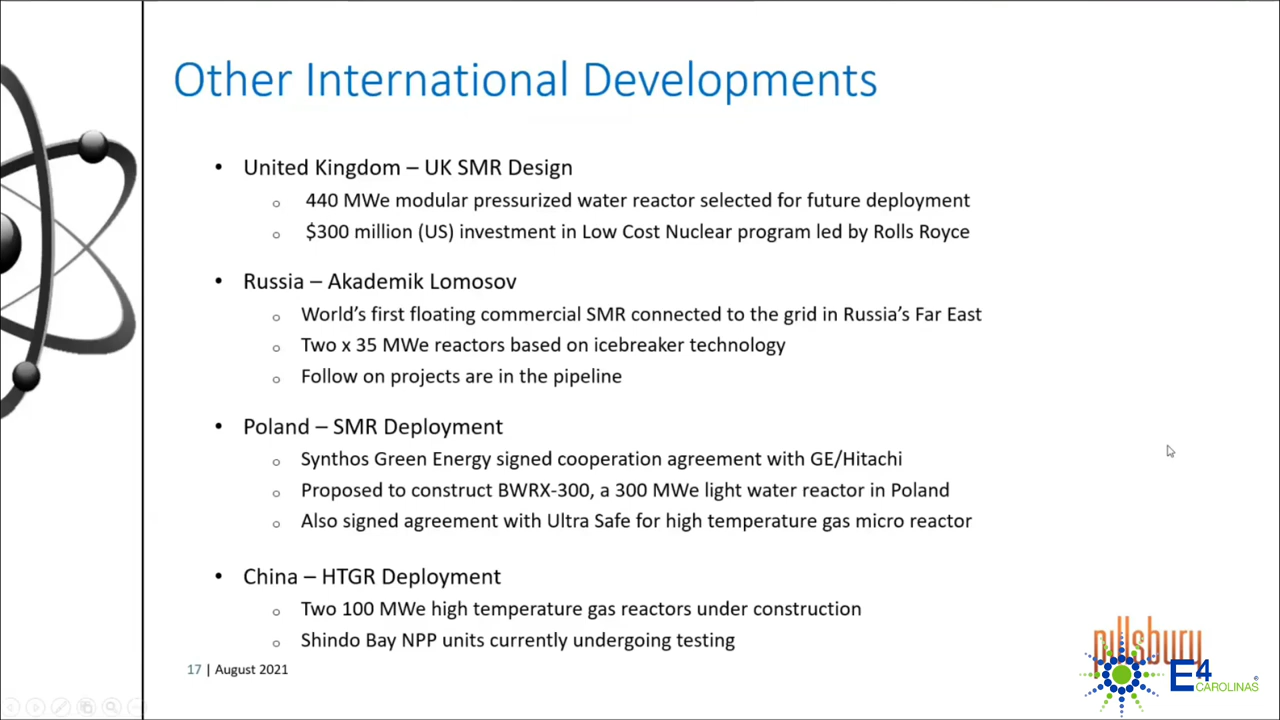 Other International Developments
• United Kingdom – UK SMR Design
o 440 MWe modular pressurized water reactor selected for future deployment
o $300 million (US) investment in Low Cost Nuclear program led by Rolls Royce
• Russia – Akademik Lomosov
o World's first floating commercial SMR connected to the grid in Russia's Far East
o Two x 35 MWe reactors based on icebreaker technology
o Follow on projects are in the pipeline
• Poland – SMR Deployment
o Synthos Green Energy signed cooperation agreement with GE/Hitachi
o Proposed to construct BWRX-300, a 300 MWe light water reactor in Poland
o Also signed agreement with Ultra Safe for high temperature gas micro reactor
• China – HTGR Deployment
o Two 100 MWe high temperature gas reactors under construction
o Shindo Bay NPP units currently undergoing testing
17 | August 2021
pillsbury
E4
CAROLINAS